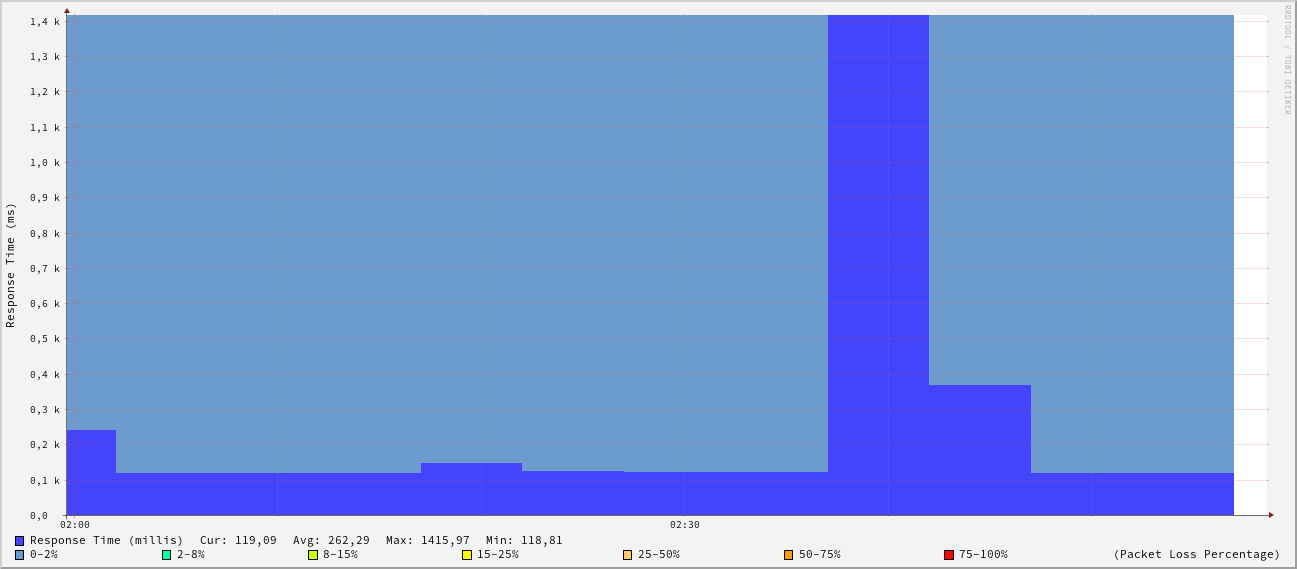 RRDTOOL / TOBI OETIKER
Response Time (ms)
1,4 k
1,3 k
1,2 k
1,1 k
1,0 k
0,9 k
0,8 k
0,7 k
0,6 k
0,5 k
0,4 k
0,3 k
0,2 k
0,1 k
0,0
02:00 02:30
Response Time (millis) Cur: 119,09 Avg: 262,29 Max: 1415,97 Min: 118,81
0-2% 2-8% 8-15% 15-25% 25-50% 50-75% 75-100% (Packet Loss Percentage)